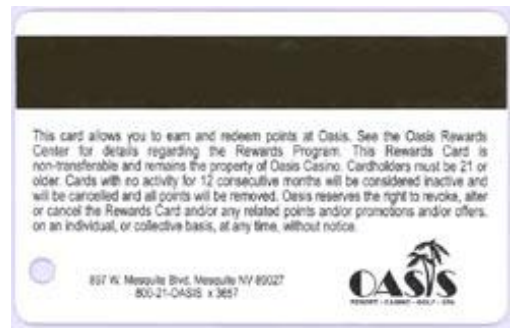 This card allows you to earn and redeem points at Oasis. See the Oasis Rewards
Center for details regarding the Rewards Program. This Rewards Card is
non-transferable and remains the property of Oasis Casino. Cardholders must be 21 or
older. Cards with no activity for 12 consecutive months will be considered inactive and
will be cancelled and all points will be removed. Oasis reserves the right to revoke, alter
or cancel the Rewards Card and/or any related points and/or promotions and/or offers,
on an individual, or collective basis, at any time, without notice.
897 W. Mesquite Blvd. Mesquite NV 89027
800-21-OASIS x 3657
OASIS
RESORT • CASINO • GOLF • SPA